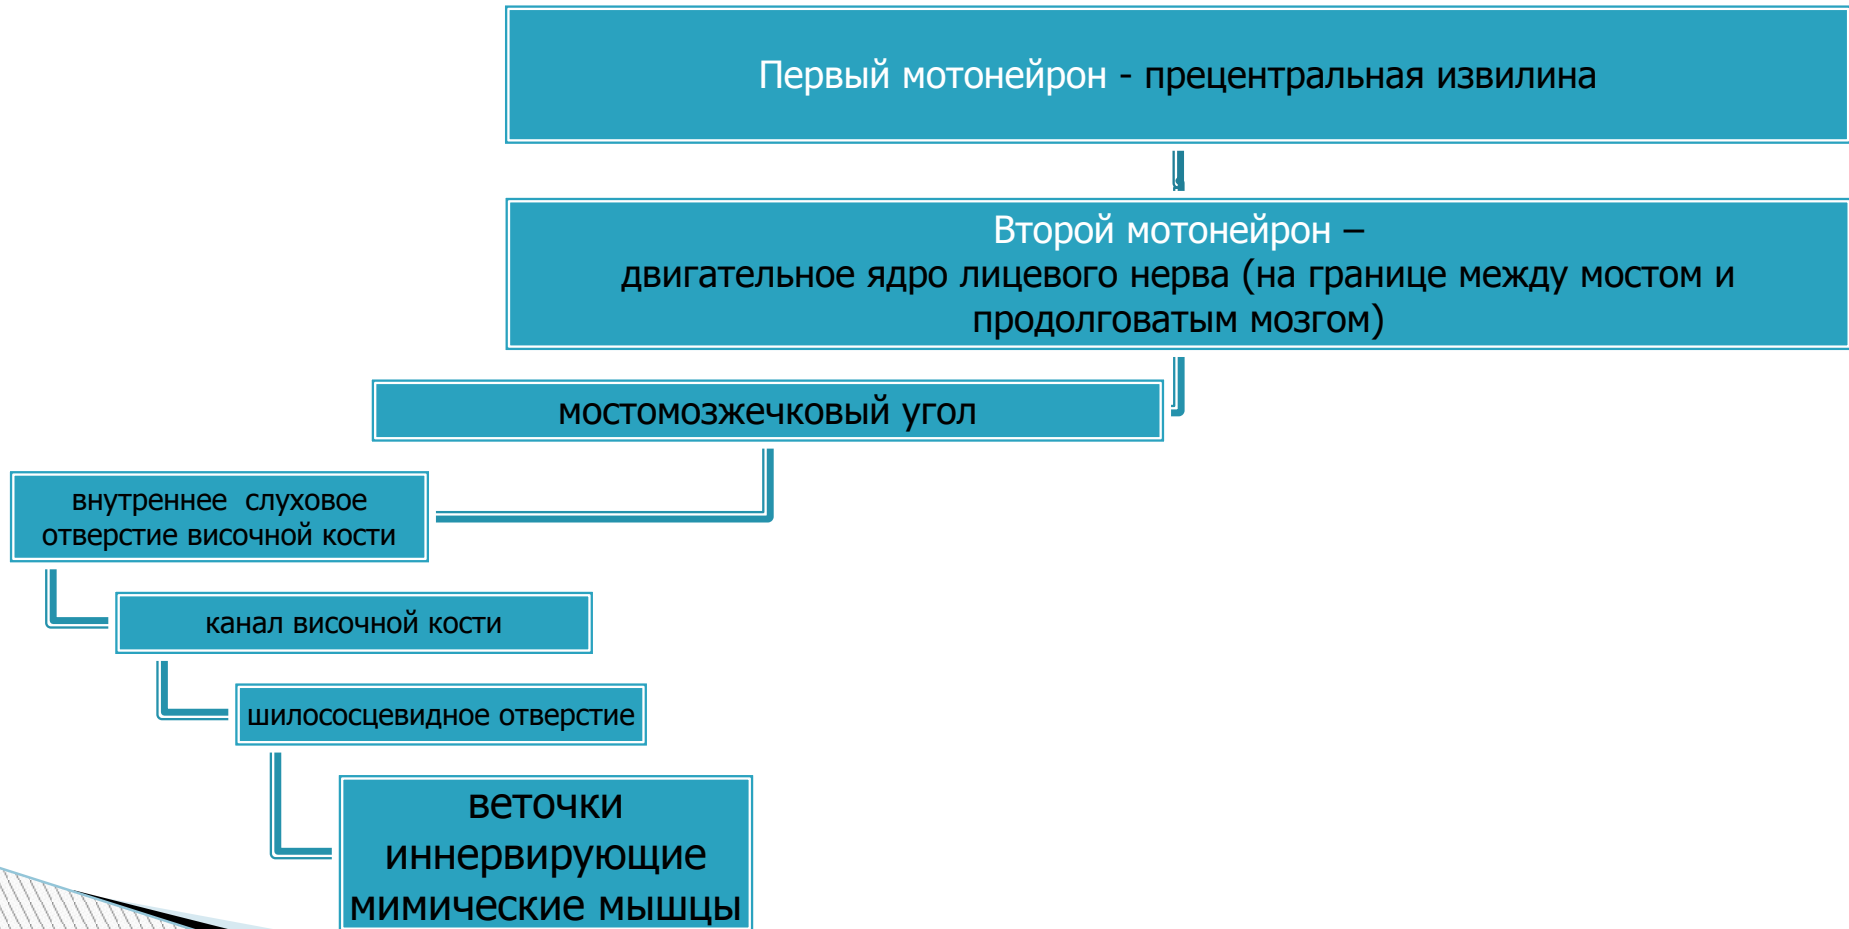 Первый мотонейрон - прецентральная извилина
Второй мотонейрон –
двигательное ядро лицевого нерва (на границе между мостом и
продолговатым мозгом)
мостомозжечковый угол
внутреннее слуховое
отверстие височной кости
канал височной кости
шилососцевидное отверстие
веточки
иннервирующие
мимические мышцы